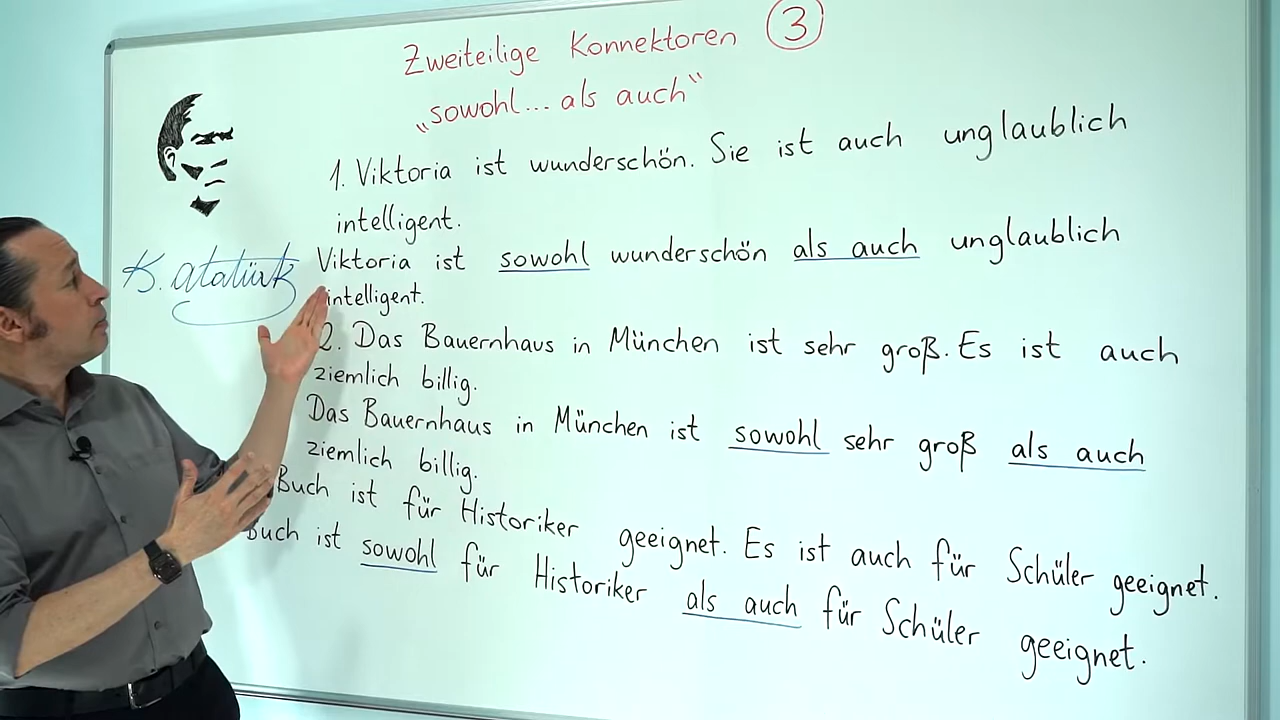 Zweiteilige Konnektoren 3
„sowohl... als auch“
1. Viktoria ist wunderschön. Sie ist auch unglaublich
intelligent.
K. atatürk
Viktoria ist sowohl wunderschön als auch unglaublich
intelligent.
2. Das Bauernhaus in München ist sehr groß. Es ist auch
ziemlich billig.
Das Bauernhaus in München ist sowohl sehr groß als auch
ziemlich billig.
Buch ist für Historiker geeignet. Es ist auch für Schüler geeignet.
Buch ist sowohl für Historiker als auch für Schüler geeignet.